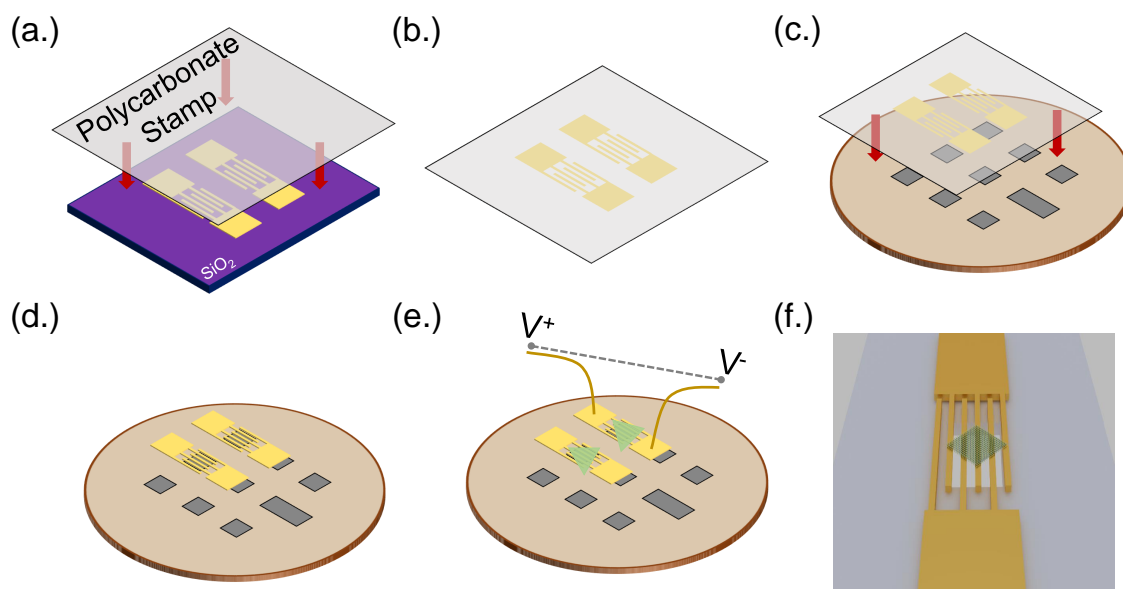 (a.)
Polycarbonate
Stamp
SiO₂
(b.)
(c.)
(d.)
(e.)
V⁺
V⁻
(f.)